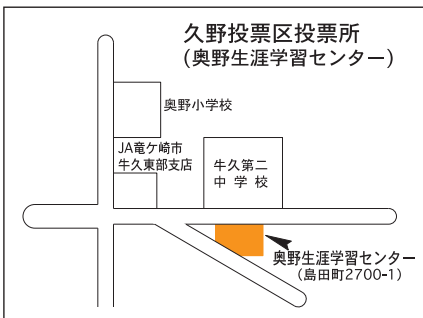 久野投票区投票所
(奥野生涯学習センター)
奥野小学校
JA竜ケ崎市
牛久東部支店
牛久第二
中学校
奥野生涯学習センター
(島田町2700-1)